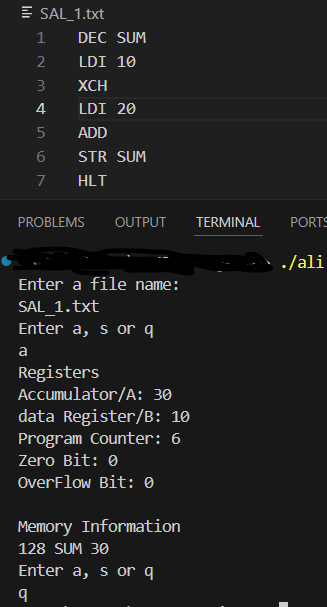 SAL_1.txt
1 DEC SUM
2 LDI 10
3 XCH
4 LDI 20
5 ADD
6 STR SUM
7 HLT
PROBLEMS OUTPUT TERMINAL PORTS
./ali
Enter a file name:
SAL_1.txt
Enter a, s or q
a
Registers
Accumulator/A: 30
data Register/B: 10
Program Counter: 6
Zero Bit: 0
OverFlow Bit: 0
Memory Information
128 SUM 30
Enter a, s or q
q